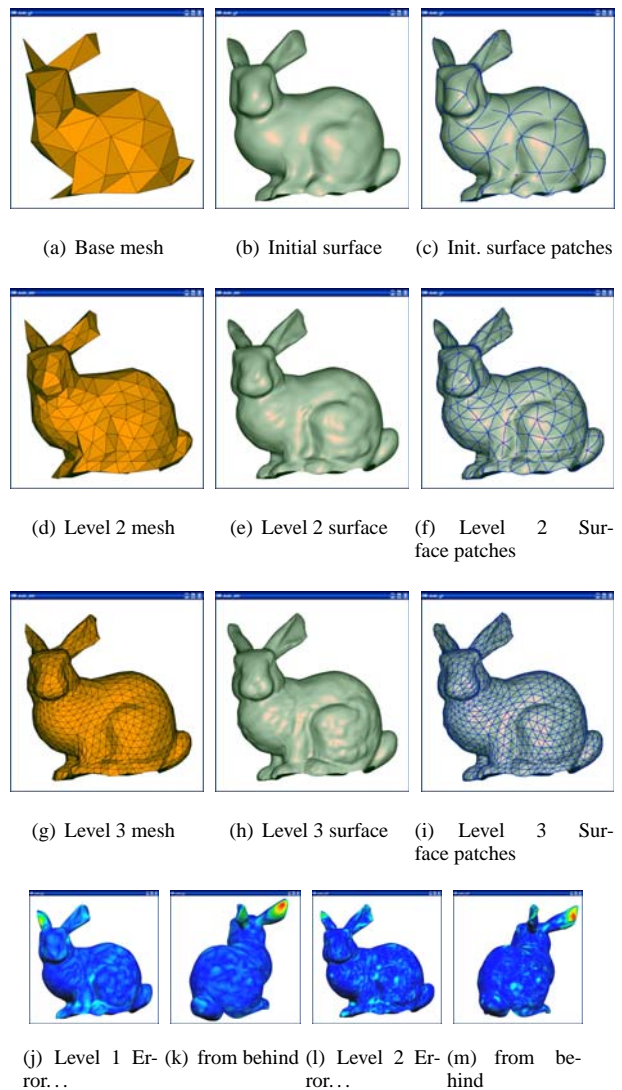 (a) Base mesh
(b) Initial surface
(c) Init. surface patches
(d) Level 2 mesh
(e) Level 2 surface
(f) Level 2 Sur-
face patches
(g) Level 3 mesh
(h) Level 3 surface
(i) Level 3 Sur-
face patches
(j) Level 1 Er-
ror...
(k) from behind
(l) Level 2 Er-
ror...
(m) from be-
hind